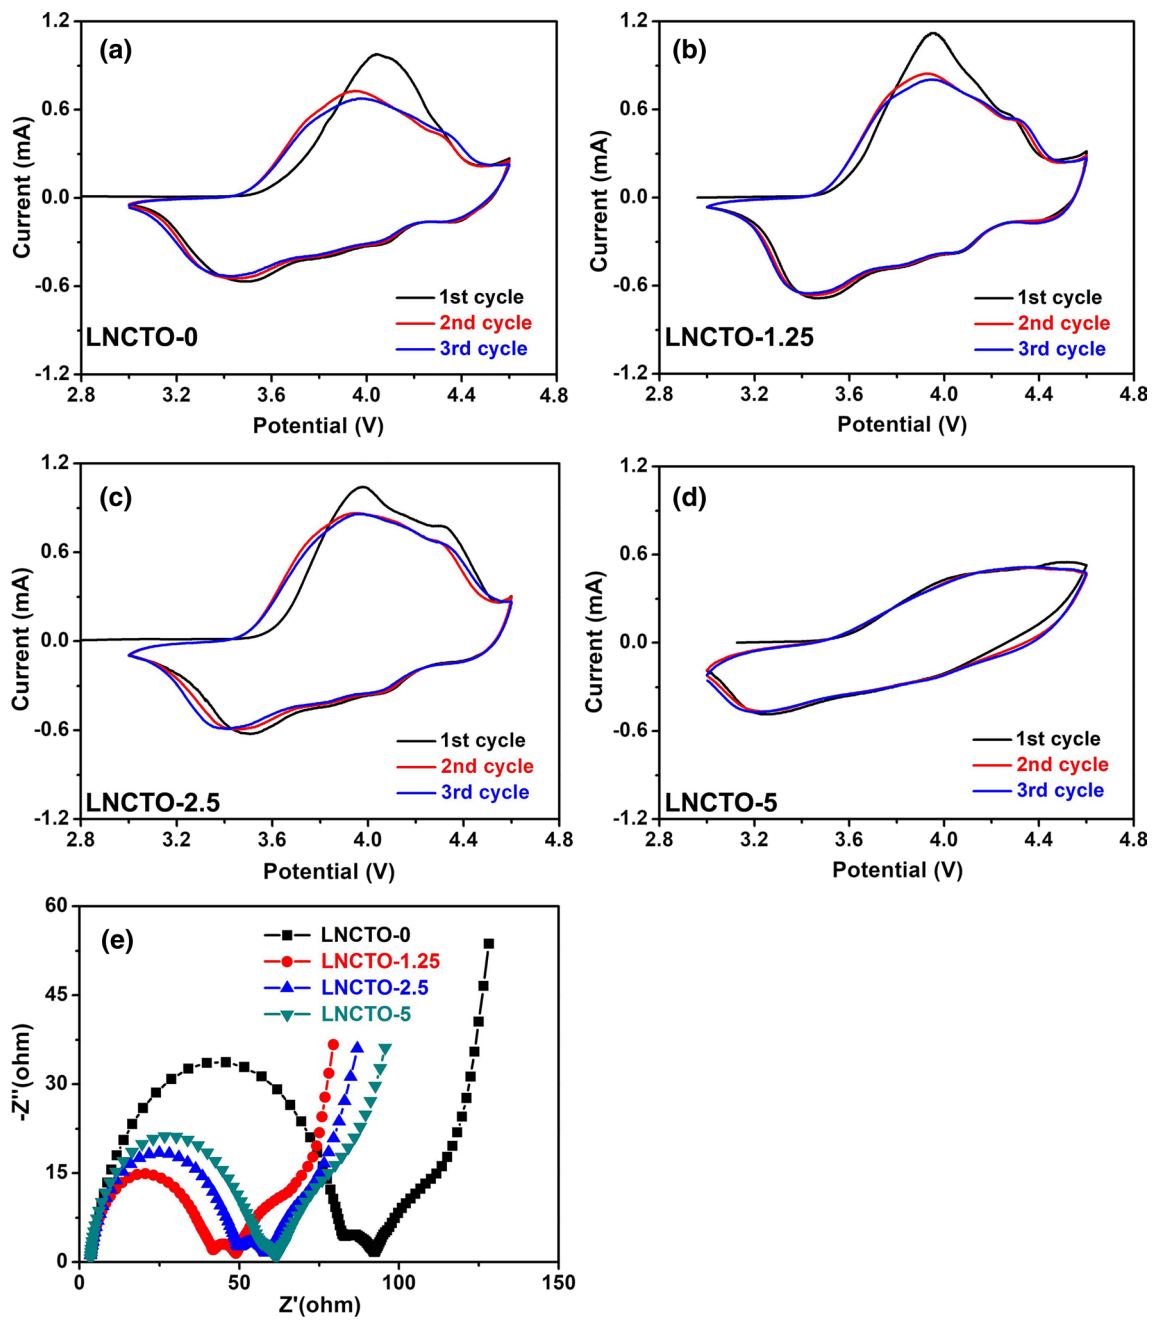 (a)
1.2
0.6
0.0
-0.6
-1.2
Current (mA)
1st cycle
2nd cycle
3rd cycle
LNCTO-0
2.8 3.2 3.6 4.0 4.4 4.8
Potential (V)
(b)
1.2
0.6
0.0
-0.6
-1.2
Current (mA)
1st cycle
2nd cycle
3rd cycle
LNCTO-1.25
2.8 3.2 3.6 4.0 4.4 4.8
Potential (V)
(c)
1.2
0.6
0.0
-0.6
-1.2
Current (mA)
1st cycle
2nd cycle
3rd cycle
LNCTO-2.5
2.8 3.2 3.6 4.0 4.4 4.8
Potential (V)
(d)
1.2
0.6
0.0
-0.6
-1.2
Current (mA)
1st cycle
2nd cycle
3rd cycle
LNCTO-5
2.8 3.2 3.6 4.0 4.4 4.8
Potential (V)
(e)
60
45
30
15
0
-Z''(ohm)
LNCTO-0
LNCTO-1.25
LNCTO-2.5
LNCTO-5
0 50 100 150
Z'(ohm)